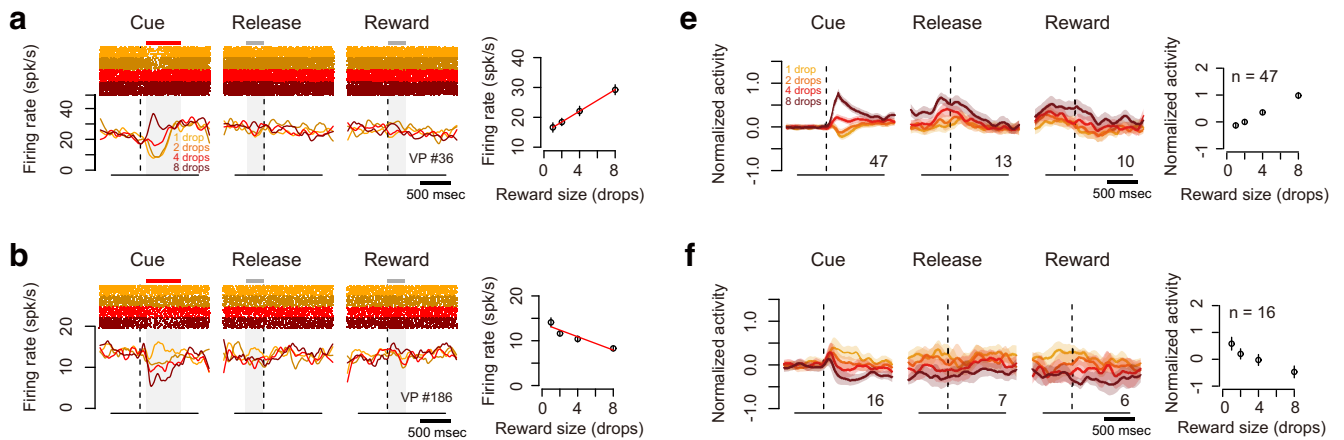 a
Cue Release Reward
Firing rate (spk/s)
40
20
0
1 drop
2 drops
4 drops
8 drops
VP #36
500 msec
Firing rate (spk/s)
40
30
20
10
0 2 4 6 8
Reward size (drops)
b
Cue Release Reward
Firing rate (spk/s)
20
10
0
VP #186
500 msec
Firing rate (spk/s)
20
15
10
5
0
0 2 4 6 8
Reward size (drops)
e
Cue Release Reward
Normalized activity
1.0
0.0
-1.0
1 drop
2 drops
4 drops
8 drops
47 13 10
500 msec
Normalized activity
2
1
0
-1
n = 47
0 2 4 6 8
Reward size (drops)
f
Cue Release Reward
Normalized activity
1.0
0.0
-1.0
16 7 6
500 msec
Normalized activity
2
1
0
-1
n = 16
0 2 4 6 8
Reward size (drops)